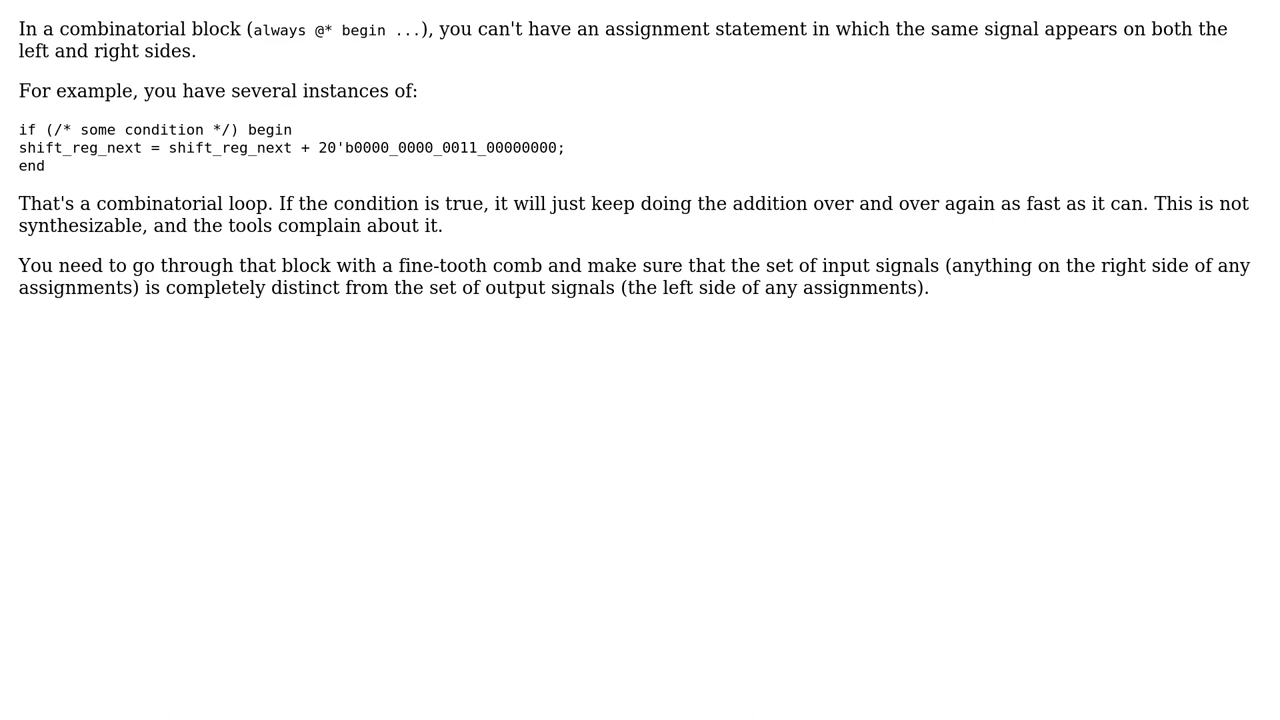 In a combinatorial block (always @* begin ...), you can't have an assignment statement in which the same signal appears on both the
left and right sides.
For example, you have several instances of:
if (/* some condition */) begin
shift_reg_next = shift_reg_next + 20'b0000_0000_0011_00000000;
end
That's a combinatorial loop. If the condition is true, it will just keep doing the addition over and over again as fast as it can. This is not
synthesizable, and the tools complain about it.
You need to go through that block with a fine-tooth comb and make sure that the set of input signals (anything on the right side of any
assignments) is completely distinct from the set of output signals (the left side of any assignments).